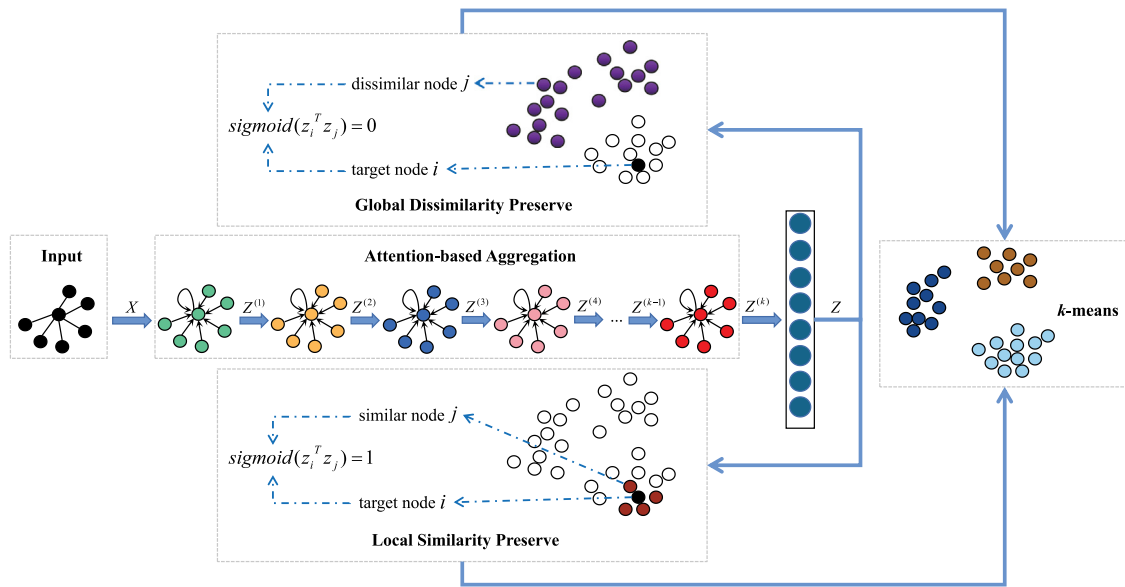 dissimilar node j
sigmoid(z_i^T z_j)=0
target node i
Global Dissimilarity Preserve
Input
Attention-based Aggregation
X
Z^(1)
Z^(2)
Z^(3)
Z^(4)
...
Z^(k-1)
Z^(k)
Z
k-means
similar node j
sigmoid(z_i^T z_j)=1
target node i
Local Similarity Preserve